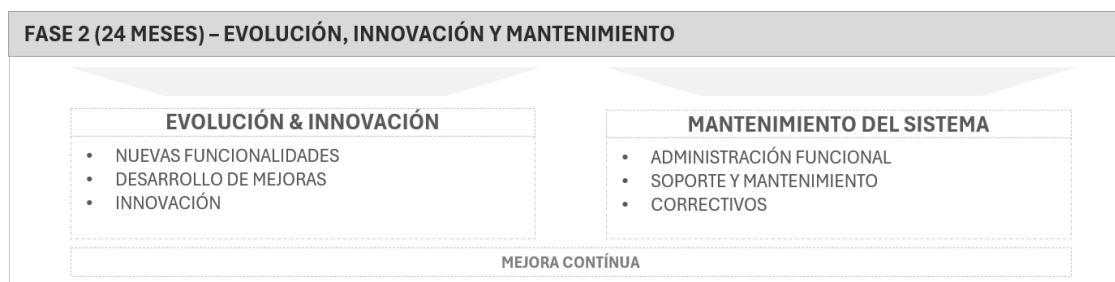 FASE 2 (24 MESES) – EVOLUCIÓN, INNOVACIÓN Y MANTENIMIENTO
EVOLUCIÓN & INNOVACIÓN
• NUEVAS FUNCIONALIDADES
• DESARROLLO DE MEJORAS
• INNOVACIÓN
MANTENIMIENTO DEL SISTEMA
• ADMINISTRACIÓN FUNCIONAL
• SOPORTE Y MANTENIMIENTO
• CORRECTIVOS
MEJORA CONTÍNUA